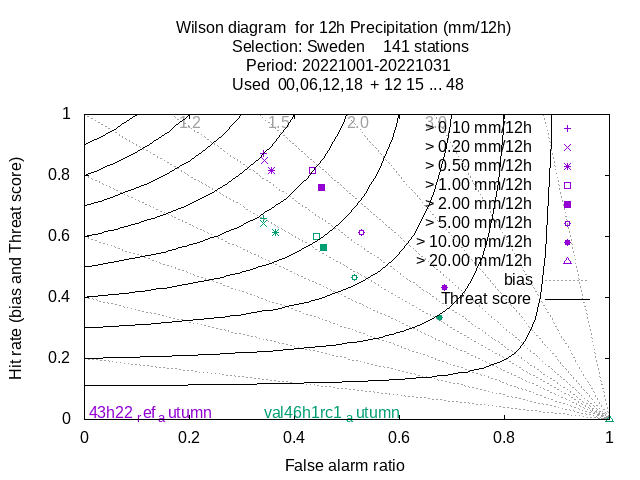 Wilson diagram  for 12h Precipitation (mm/12h)
Selection: Sweden    141 stations
Period: 20221001-20221031
Used  00,06,12,18  + 12 15 ... 48
1.2
1.5
2.0
3.0
> 0.10 mm/12h
> 0.20 mm/12h
> 0.50 mm/12h
> 1.00 mm/12h
> 2.00 mm/12h
> 5.00 mm/12h
> 10.00 mm/12h
> 20.00 mm/12h
bias
Threat score
Hit rate (bias and Threat score)
1
0.8
0.6
0.4
0.2
0
43h22ref autumn
val46h1rc1autumn
0
0.2
0.4
0.6
0.8
1
False alarm ratio